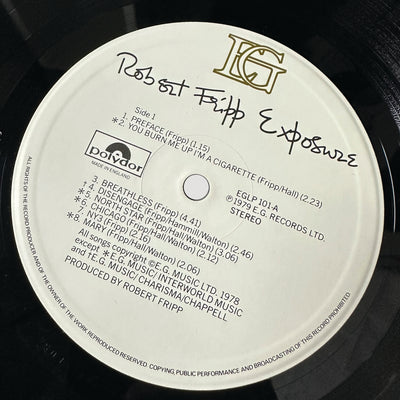 EG
Robert Fripp Exposure
Side 1
1. PREFACE (Fripp) (1.15)
*2. YOU BURN ME UP I'M A CIGARETTE (Fripp/Hall) (2.23)
polydor
MADE IN ENGLAND
EGLP 101-A
Ⓟ1979 E.G. RECORDS LTD.
STEREO
3. BREATHLESS (Fripp) (4.41)
†4. DISENGAGE (Fripp/Hammill/Walton) (2.46)
*5. NORTH STAR (Fripp/Hall/Walton) (3.06)
*6. CHICAGO (Fripp/Hall/Walton) (2.12)
7. NY3 (Fripp) (2.16)
*8. MARY (Fripp/Hall) (2.06)
All songs copyright ©E.G. MUSIC LTD. 1978
except *E.G. MUSIC/INTERWORLD MUSIC
and †E.G. MUSIC/CHARISMA/CHAPPELL
PRODUCED BY ROBERT FRIPP
ALL RIGHTS OF THE RECORD PRODUCER AND OF THE OWNER OF THE WORK REPRODUCED RESERVED. COPYING, PUBLIC PERFORMANCE AND BROADCASTING OF THIS RECORD PROHIBITED